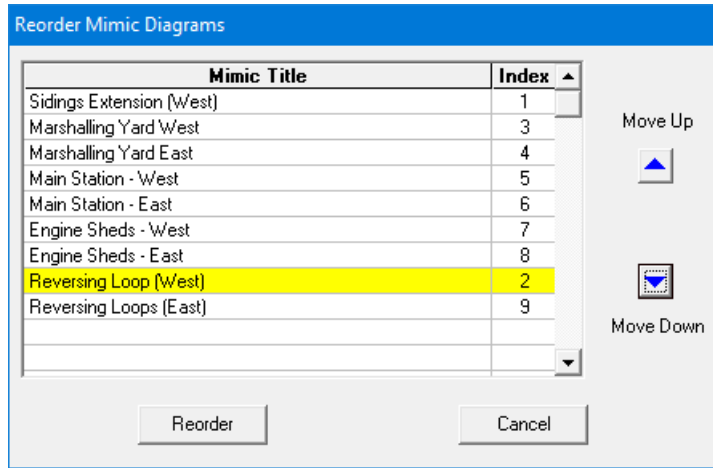 Reorder Mimic Diagrams
Mimic Title Index
Sidings Extension (West) 1
Marshalling Yard West 3
Marshalling Yard East 4
Main Station - West 5
Main Station - East 6
Engine Sheds - West 7
Engine Sheds - East 8
Reversing Loop (West) 2
Reversing Loops (East) 9
Move Up
Move Down
Reorder Cancel